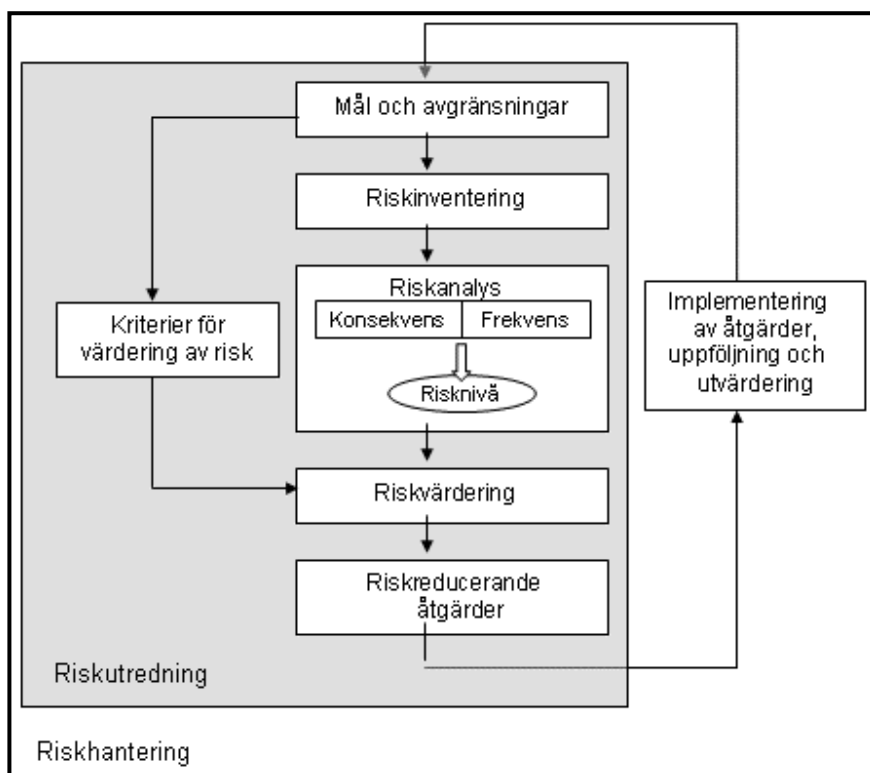 Mål och avgränsningar
Riskinventering
Riskanalys
Konsekvens Frekvens
Risknivå
Kriterier för
värdering av risk
Implementering
av åtgärder,
uppföljning och
utvärdering
Riskvärdering
Riskreducerande
åtgärder
Riskutredning
Riskhantering